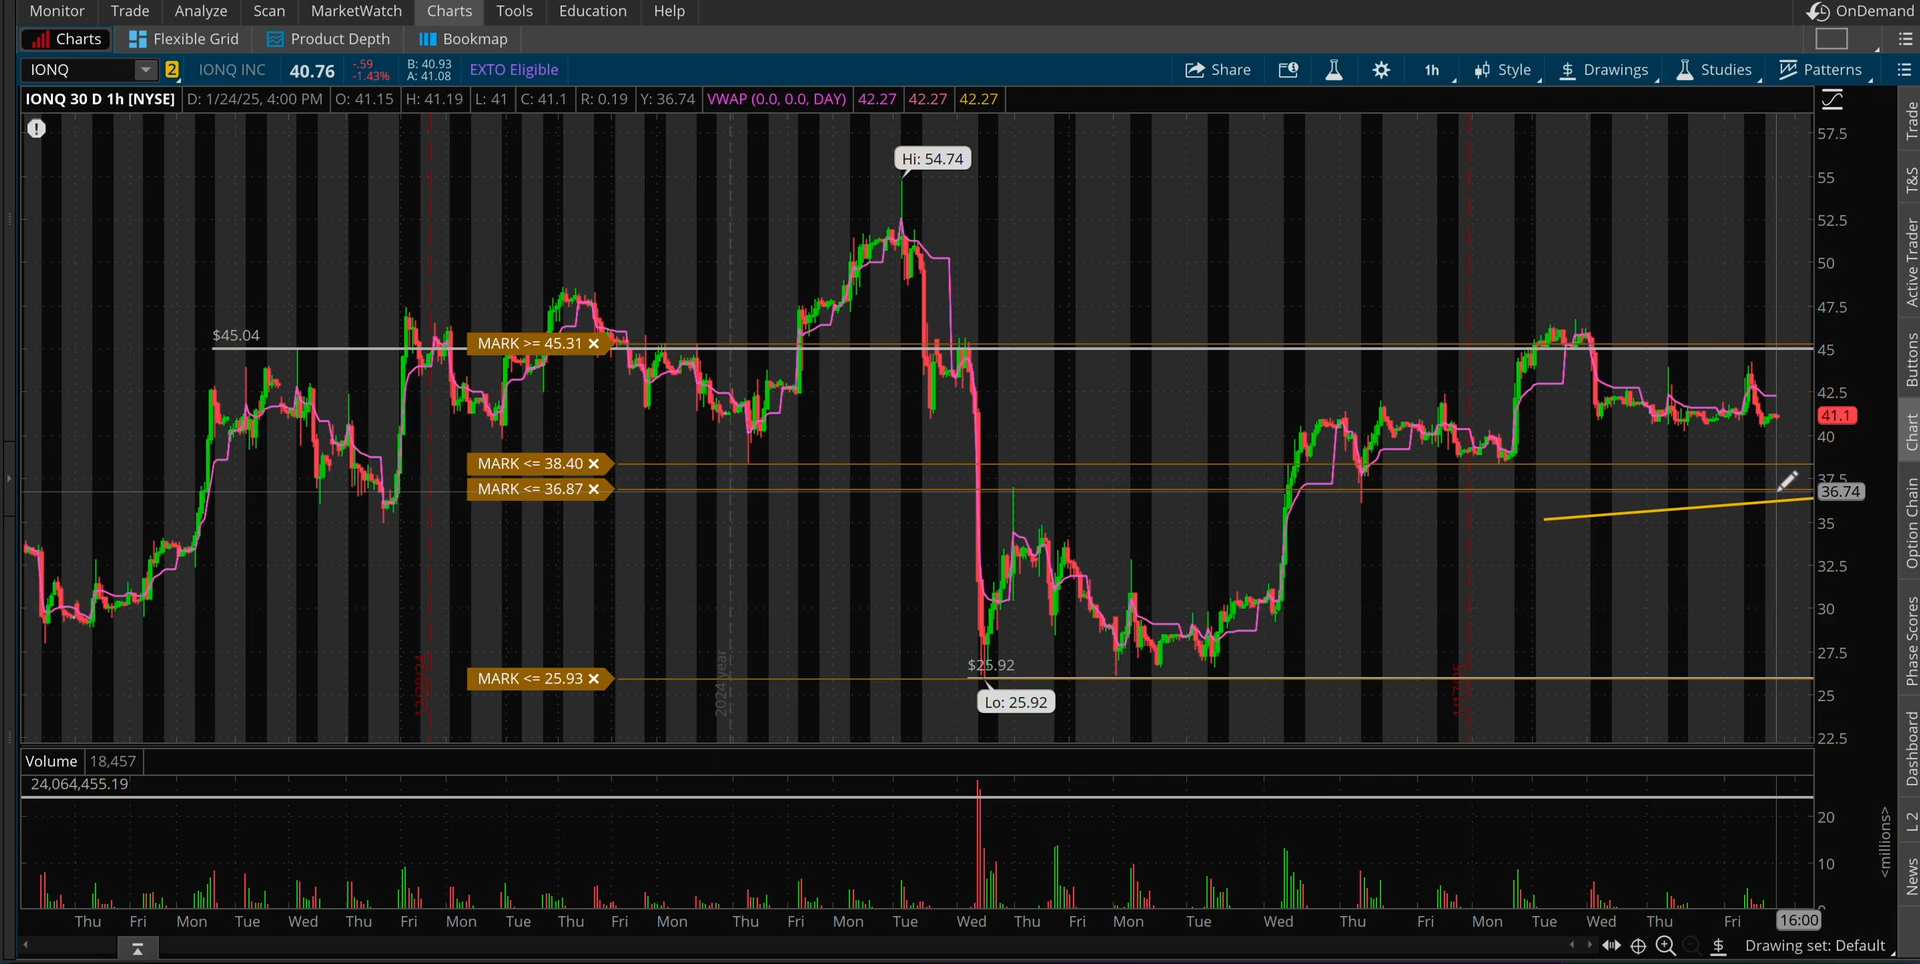 Monitor Trade Analyze Scan MarketWatch Charts Tools Education Help OnDemand
Charts Flexible Grid Product Depth Bookmap
IONQ 2 IONQ INC 40.76 -.59 -1.43% B: 40.93 A: 41.08 EXTO Eligible Share 1h Style $ Drawings Studies Patterns
IONQ 30 D 1h [NYSE] D: 1/24/25, 4:00 PM O: 41.15 H: 41.19 L: 41 C: 41.1 R: 0.19 Y: 36.74 VWAP (0.0, 0.0, DAY) 42.27 42.27 42.27
57.5
Hi: 54.74
55
52.5
50
47.5
$45.04
MARK >= 45.31
45
42.5
41.1
40
MARK <= 38.40
37.5
MARK <= 36.87
36.74
35
32.5
30
27.5
$25.92
MARK <= 25.93
25
Lo: 25.92
22.5
2024 year
Volume 18,457
24,064,455.19
20
10
<millions>
Thu Fri Mon Tue Wed Thu Fri Mon Tue Thu Fri Mon Thu Fri Mon Tue Wed Thu Fri Mon Tue Wed Thu Fri Mon Tue Wed Thu Fri 16:00
$ Drawing set: Default
Trade
T&S
Active Trader
Buttons
Chart
Option Chain
Phase Scores
Dashboard
L 2
News